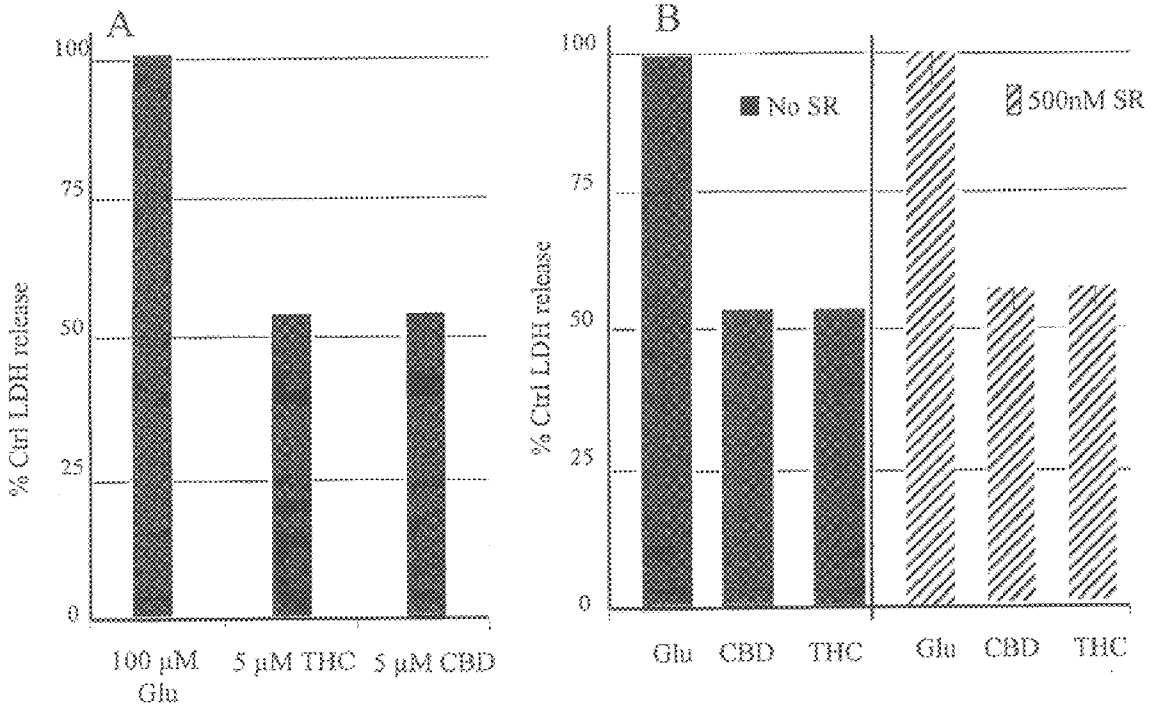 A
% Ctrl LDH release
100
75
50
25
0
100 µM Glu
5 µM THC
5 µM CBD
B
% Ctrl LDH release
100
75
50
25
0
No SR
500nM SR
Glu
CBD
THC
Glu
CBD
THC